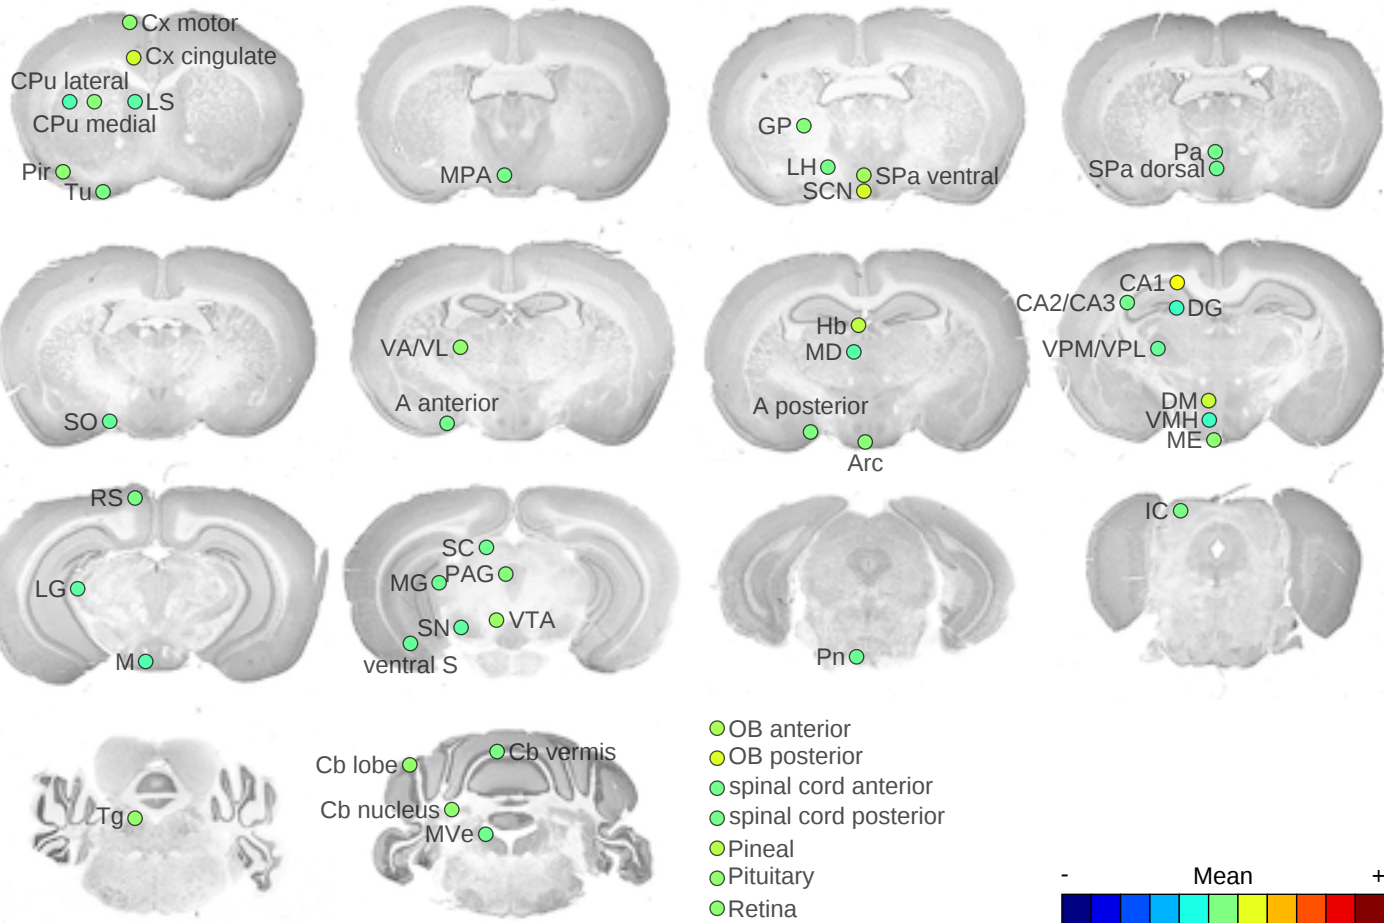 Cx motor
Cx cingulate
CPu lateral
LS
CPu medial
Pir
Tu
MPA
GP
LH
SPa ventral
SCN
Pa
SPa dorsal
SO
VA/VL
A anterior
Hb
MD
A posterior
Arc
CA1
CA2/CA3
DG
VPM/VPL
DM
VMH
ME
RS
LG
M
SC
MG
PAG
SN
VTA
ventral S
Pn
IC
Tg
Cb lobe
Cb vermis
Cb nucleus
MVe
OB anterior
OB posterior
spinal cord anterior
spinal cord posterior
Pineal
Pituitary
Retina
- Mean +